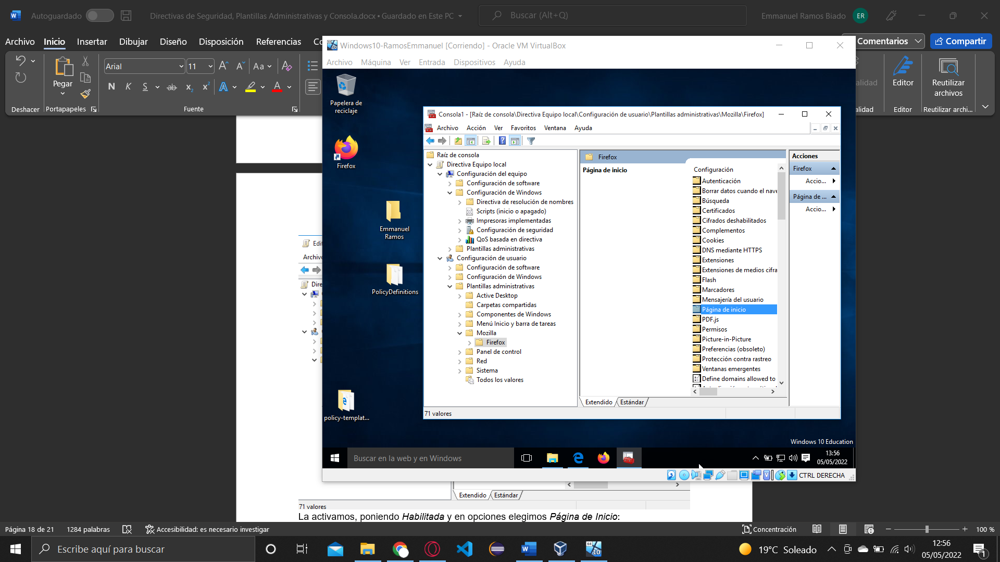 Autoguardado
Directivas de Seguridad, Plantillas Administrativas y Consola.docx • Guardado en Este PC
Buscar (Alt+Q)
Emmanuel Ramos Biado
ER
Archivo Inicio Insertar Dibujar Diseño Disposición Referencias Co
Comentarios
Compartir
Arial
11
Aa
Pegar
N K S ab x₂ x² A A
Deshacer
Portapapeles
Fuente
alidad
alidad
Editor
Editor
Reutilizar archivos
Reutilizar archi...
Windows10-RamosEmmanuel [Corriendo] - Oracle VM VirtualBox
Archivo Máquina Ver Entrada Dispositivos Ayuda
Papelera de
reciclaje
Firefox
Emmanuel
Ramos
PolicyDefinitions
policy-templat...
Consola1 - [Raíz de consola\Directiva Equipo local\Configuración de usuario\Plantillas administrativas\Mozilla\Firefox]
Archivo Acción Ver Favoritos Ventana Ayuda
Raíz de consola
Directiva Equipo local
Configuración del equipo
Configuración de software
Configuración de Windows
Directiva de resolución de nombres
Scripts (inicio o apagado)
Impresoras implementadas
Configuración de seguridad
QoS basada en directiva
Plantillas administrativas
Configuración de usuario
Configuración de software
Configuración de Windows
Plantillas administrativas
Active Desktop
Carpetas compartidas
Componentes de Windows
Menú Inicio y barra de tareas
Mozilla
Firefox
Panel de control
Red
Sistema
Todos los valores
Firefox
Página de inicio
Configuración
Autenticación
Borrar datos cuando el nave
Búsqueda
Certificados
Cifrados deshabilitados
Complementos
Cookies
DNS mediante HTTPS
Extensiones
Extensiones de medios cifra
Flash
Marcadores
Mensajería del usuario
Página de inicio
PDF.js
Permisos
Picture-in-Picture
Preferencias (obsoleto)
Protección contra rastreo
Ventanas emergentes
Define domains allowed to
Acciones
Firefox
Accio...
Página de ...
Accio...
Extendido Estándar
71 valores
Windows 10 Education
Buscar en la web y en Windows
13:56
05/05/2022
CTRL DERECHA
Edi
Archivo
Dire
Extendido Estándar
71 valores
La activamos, poniendo Habilitada y en opciones elegimos Página de Inicio:
Página 18 de 21 1284 palabras Accesibilidad: es necesario investigar
Concentración
100 %
Escribe aquí para buscar
19°C Soleado
12:56
05/05/2022
1